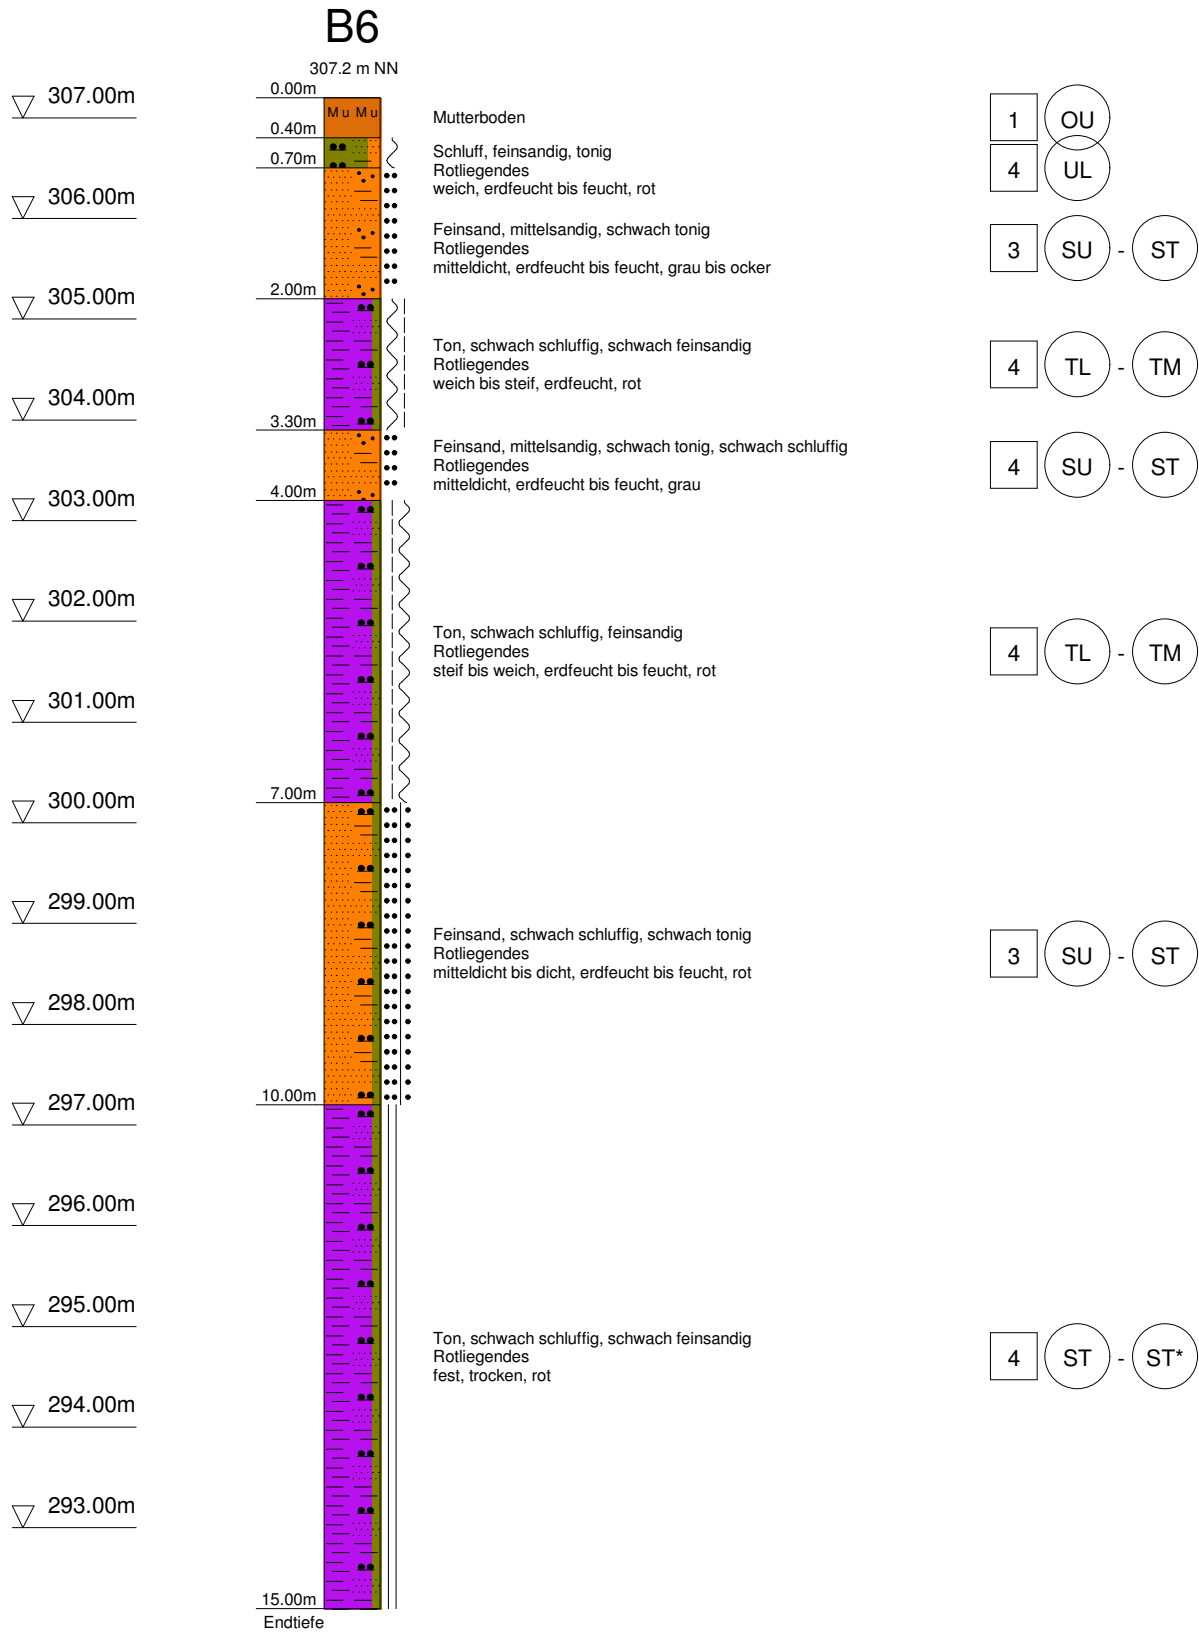 B6
307.2 m NN
0.00m
307.00m
Mu Mu
Mutterboden
1 OU
0.40m
Schluff, feinsandig, tonig
Rotliegendes
weich, erdfeucht bis feucht, rot
4 UL
0.70m
306.00m
Feinsand, mittelsandig, schwach tonig
Rotliegendes
mitteldicht, erdfeucht bis feucht, grau bis ocker
3 SU - ST
305.00m
2.00m
Ton, schwach schluffig, schwach feinsandig
Rotliegendes
weich bis steif, erdfeucht, rot
4 TL - TM
304.00m
3.30m
Feinsand, mittelsandig, schwach tonig, schwach schluffig
Rotliegendes
mitteldicht, erdfeucht bis feucht, grau
4 SU - ST
303.00m
4.00m
302.00m
Ton, schwach schluffig, feinsandig
Rotliegendes
steif bis weich, erdfeucht bis feucht, rot
4 TL - TM
301.00m
7.00m
300.00m
299.00m
Feinsand, schwach schluffig, schwach tonig
Rotliegendes
mitteldicht bis dicht, erdfeucht bis feucht, rot
3 SU - ST
298.00m
10.00m
297.00m
296.00m
295.00m
Ton, schwach schluffig, schwach feinsandig
Rotliegendes
fest, trocken, rot
4 ST - ST*
294.00m
293.00m
15.00m
Endtiefe